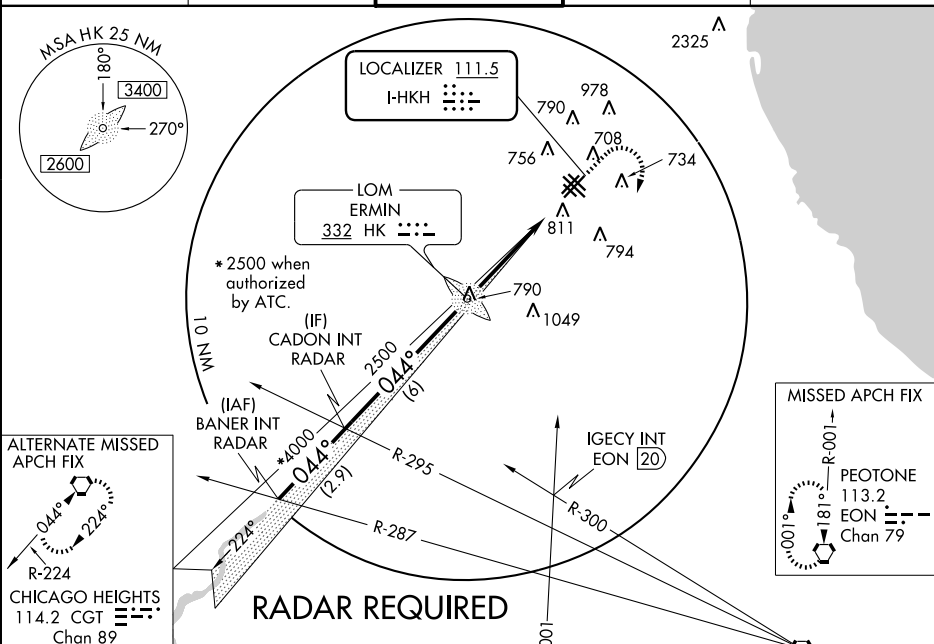 MSA HK 25 NM
180°
3400
270°
2600
LOCALIZER 111.5
I-HKH
2325
978
790
708
756
734
811
794
LOM
ERMIN
332 HK
* 2500 when
authorized
by ATC.
790
1049
10 NM
(IF)
CADON INT
RADAR
2500
044°
(6)
(IAF)
BANER INT
RADAR
*4000
044°
(2.9)
R-295
R-287
224°
IGECY INT
EON 20
R-300
001
RADAR REQUIRED
ALTERNATE MISSED
APCH FIX
044°
224°
R-224
CHICAGO HEIGHTS
114.2 CGT
Chan 89
MISSED APCH FIX
R-001
001°
181°
PEOTONE
113.2
EON
Chan 79